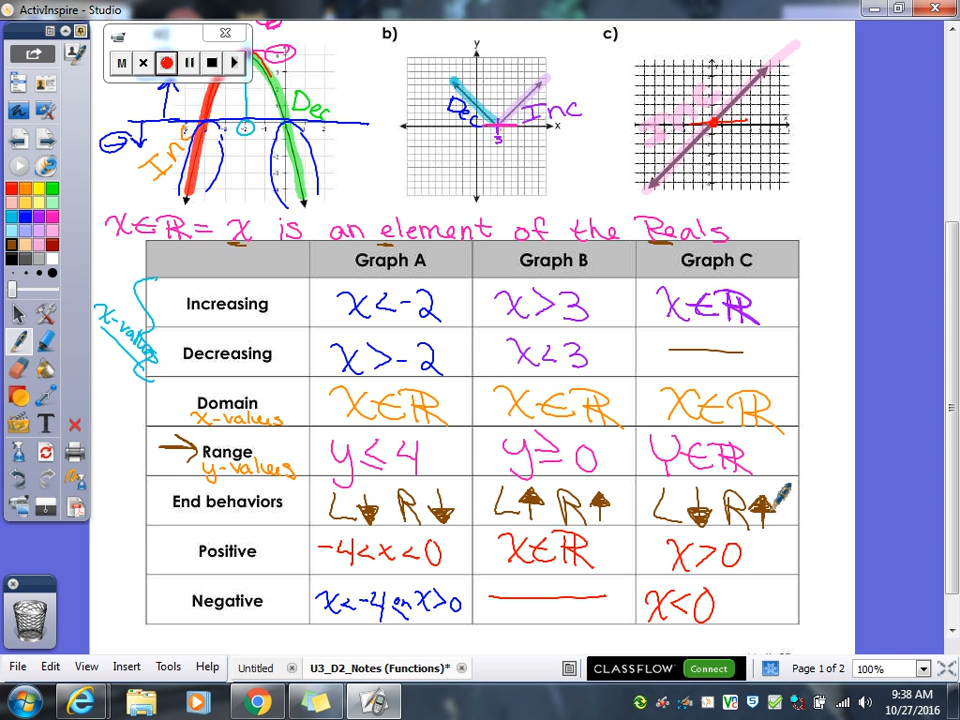 ActivInspire - Studio
M
b)
c)
y
x
3
Inc
Dec
Dec
Inc
Inc
X∈ℝ = x is an element of the Reals
Graph A Graph B Graph C
x-values
Increasing x<-2 x>3 X∈ℝ
Decreasing x>-2 x<3 —
Domain x-values X∈ℝ X∈ℝ X∈ℝ
Range y-values y≤4 y≥0 Y∈ℝ
End behaviors L↓ R↓ L↑ R↑ L↓ R↑
Positive -4<x<0 X∈ℝ x>0
Negative x<-4 or x>0 — x<0
File Edit View Insert Tools Help Untitled U3_D2_Notes (Functions)* CLASSFLOW Connect Page 1 of 2 100%
9:38 AM
10/27/2016